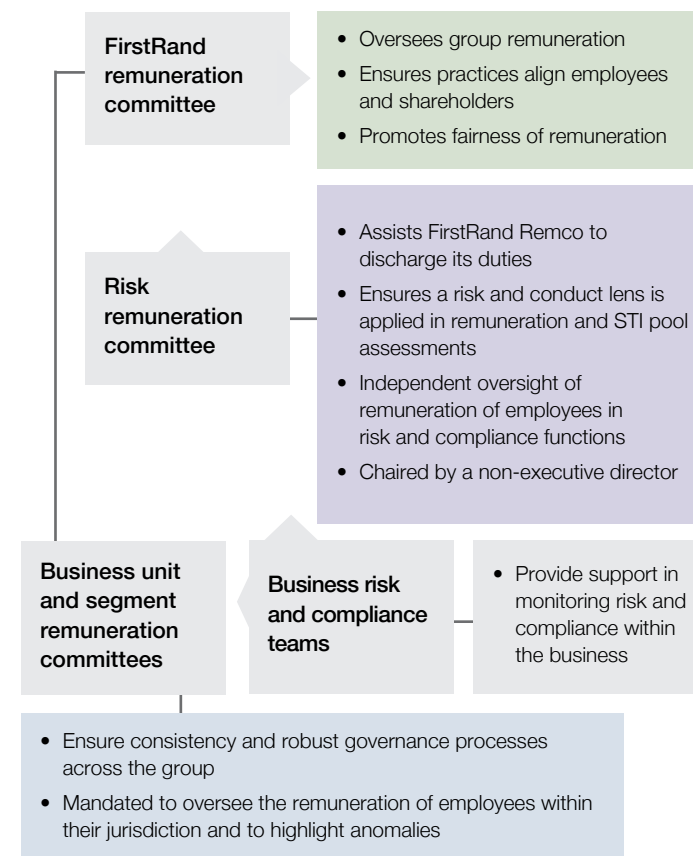 FirstRand
remuneration
committee
• Oversees group remuneration
• Ensures practices align employees
and shareholders
• Promotes fairness of remuneration
Risk
remuneration
committee
• Assists FirstRand Remco to
discharge its duties
• Ensures a risk and conduct lens is
applied in remuneration and STI pool
assessments
• Independent oversight of
remuneration of employees in
risk and compliance functions
• Chaired by a non-executive director
Business unit
and segment
remuneration
committees
Business risk
and compliance
teams
• Provide support in
monitoring risk and
compliance within
the business
• Ensure consistency and robust governance processes
across the group
• Mandated to oversee the remuneration of employees within
their jurisdiction and to highlight anomalies